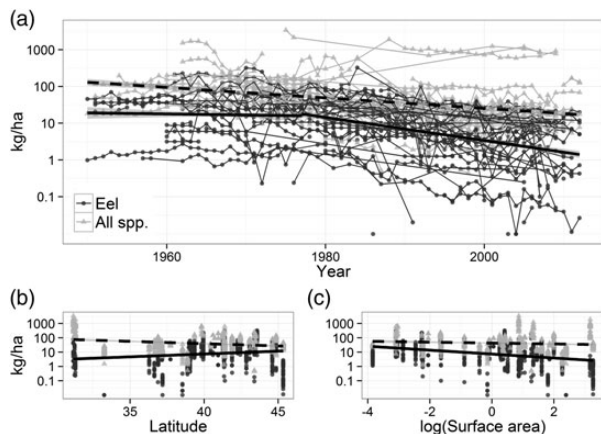 (a)
1000
100
10
1
0.1
kg/ha
Eel
All spp.
1960
1980
2000
Year
(b)
1000
100
10
1
0.1
kg/ha
35
40
45
Latitude
(c)
1000
100
10
1
0.1
-4
-2
0
2
log(Surface area)